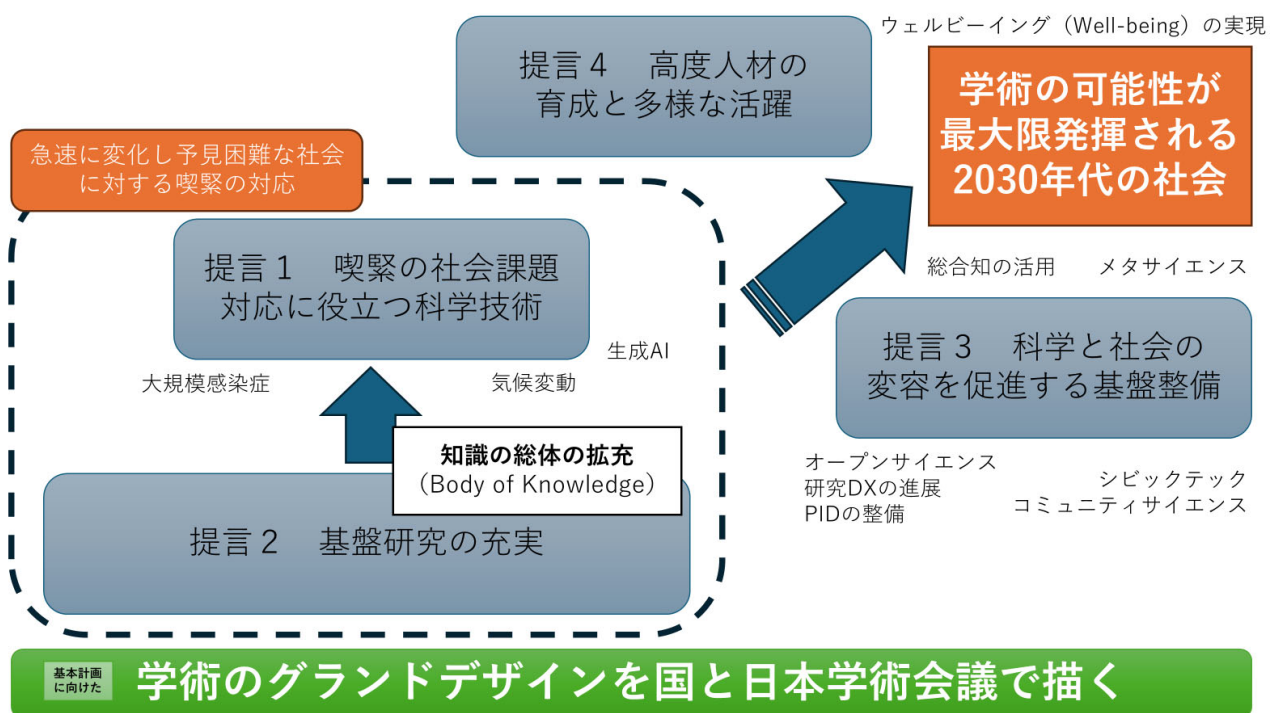 ウェルビーイング（Well-being）の実現
提言４　高度人材の
育成と多様な活躍
学術の可能性が
最大限発揮される
2030年代の社会
急速に変化し予見困難な社会
に対する喫緊の対応
提言１　喫緊の社会課題
対応に役立つ科学技術
総合知の活用　メタサイエンス
生成AI
大規模感染症
気候変動
提言３　科学と社会の
変容を促進する基盤整備
知識の総体の拡充
（Body of Knowledge）
オープンサイエンス
研究DXの進展
PIDの整備
シビックテック
コミュニティサイエンス
提言２　基盤研究の充実
基本計画
に向けた
学術のグランドデザインを国と日本学術会議で描く